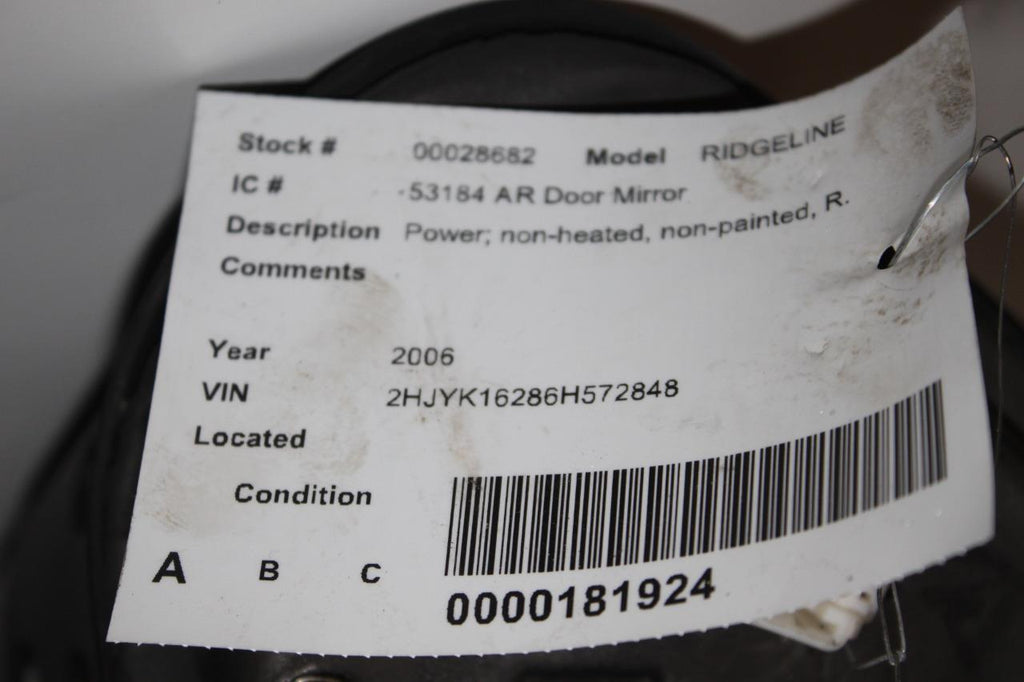 Stock # 00028682 Model RIDGELINE
IC # -53184 AR Door Mirror
Description Power; non-heated, non-painted, R.
Comments
Year 2006
VIN 2HJYK16286H572848
Located
Condition
A B C
0000181924